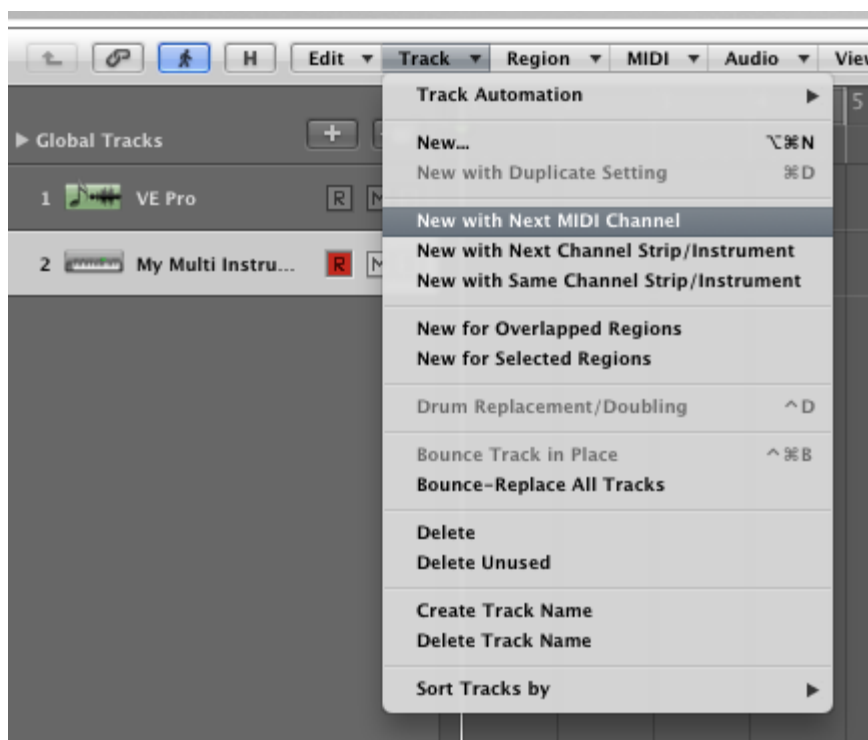 H Edit Track Region MIDI Audio View
Track Automation
5
Global Tracks
New... ⌥⌘N
New with Duplicate Setting ⌘D
1 VE Pro R M
New with Next MIDI Channel
New with Next Channel Strip/Instrument
2 My Multi Instru... R M
New with Same Channel Strip/Instrument
New for Overlapped Regions
New for Selected Regions
Drum Replacement/Doubling ^D
Bounce Track in Place ^⌘B
Bounce-Replace All Tracks
Delete
Delete Unused
Create Track Name
Delete Track Name
Sort Tracks by